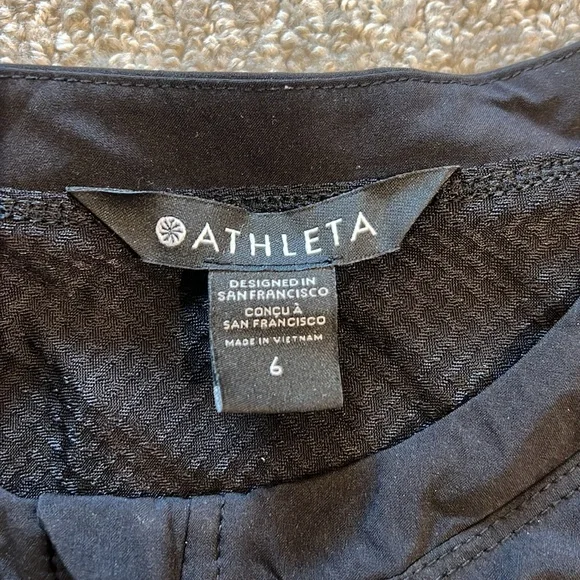 ATHLETA
DESIGNED IN
SAN FRANCISCO
CONÇU À
SAN FRANCISCO
MADE IN VIETNAM
6